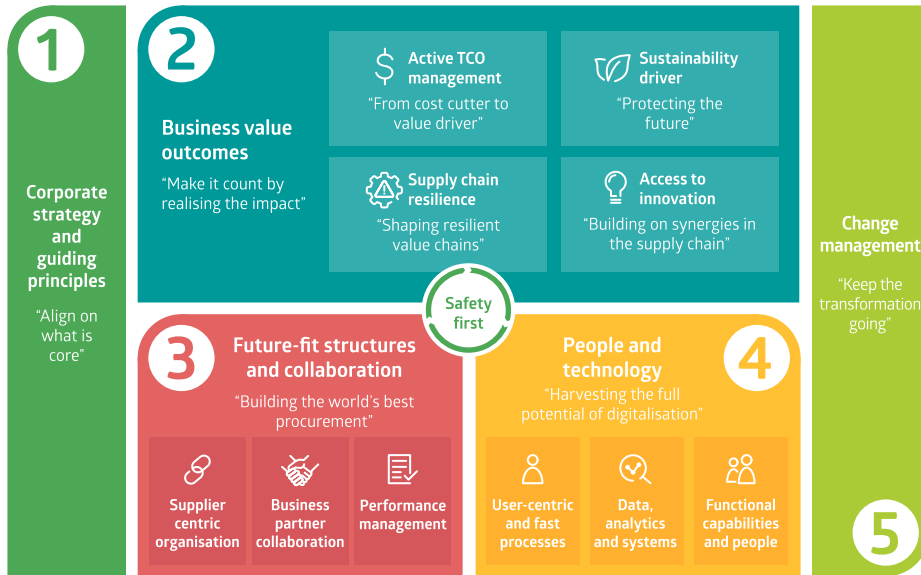 1
Corporate
strategy
and
guiding
principles
“Align on
what is
core”
2
Business value
outcomes
“Make it count by
realising the impact”
Active TCO
management
“From cost cutter to
value driver”
Sustainability
driver
“Protecting the
future”
Supply chain
resilience
“Shaping resilient
value chains”
Access to
innovation
“Building on synergies in
the supply chain”
Safety
first
3
Future-fit structures
and collaboration
“Building the world's best
procurement”
Supplier
centric
organisation
Business
partner
collaboration
Performance
management
People and
technology
4
“Harvesting the full
potential of digitalisation”
User-centric
and fast
processes
Data,
analytics
and systems
Functional
capabilities
and people
Change
management
“Keep the
transformation
going”
5